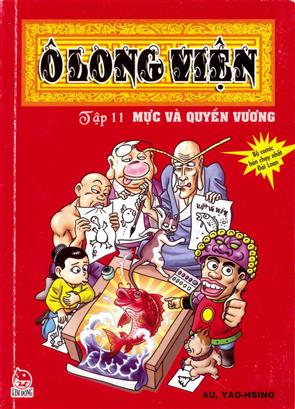 Ô LONG VIỆN
Tập 11 MỰC VÀ QUYỀN VƯƠNG
Bộ comic
bán chạy nhất
Đài Loan
KIM ĐỒNG
AU, YAO-HSING